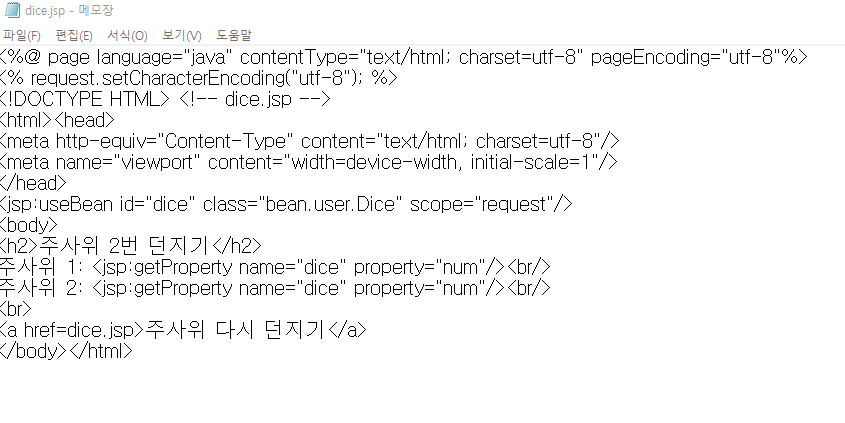 dice.jsp - 메모장
파일(F) 편집(E) 서식(O) 보기(V) 도움말
<%@ page language="java" contentType="text/html; charset=utf-8" pageEncoding="utf-8"%>
<% request.setCharacterEncoding("utf-8"); %>
<!DOCTYPE HTML> <!-- dice.jsp -->
<html><head>
<meta http-equiv="Content-Type" content="text/html; charset=utf-8"/>
<meta name="viewport" content="width=device-width, initial-scale=1"/>
</head>
<jsp:useBean id="dice" class="bean.user.Dice" scope="request"/>
<body>
<h2>주사위 2번 던지기</h2>
주사위 1: <jsp:getProperty name="dice" property="num"/><br/>
주사위 2: <jsp:getProperty name="dice" property="num"/><br/>
<br>
<a href=dice.jsp>주사위 다시 던지기</a>
</body></html>